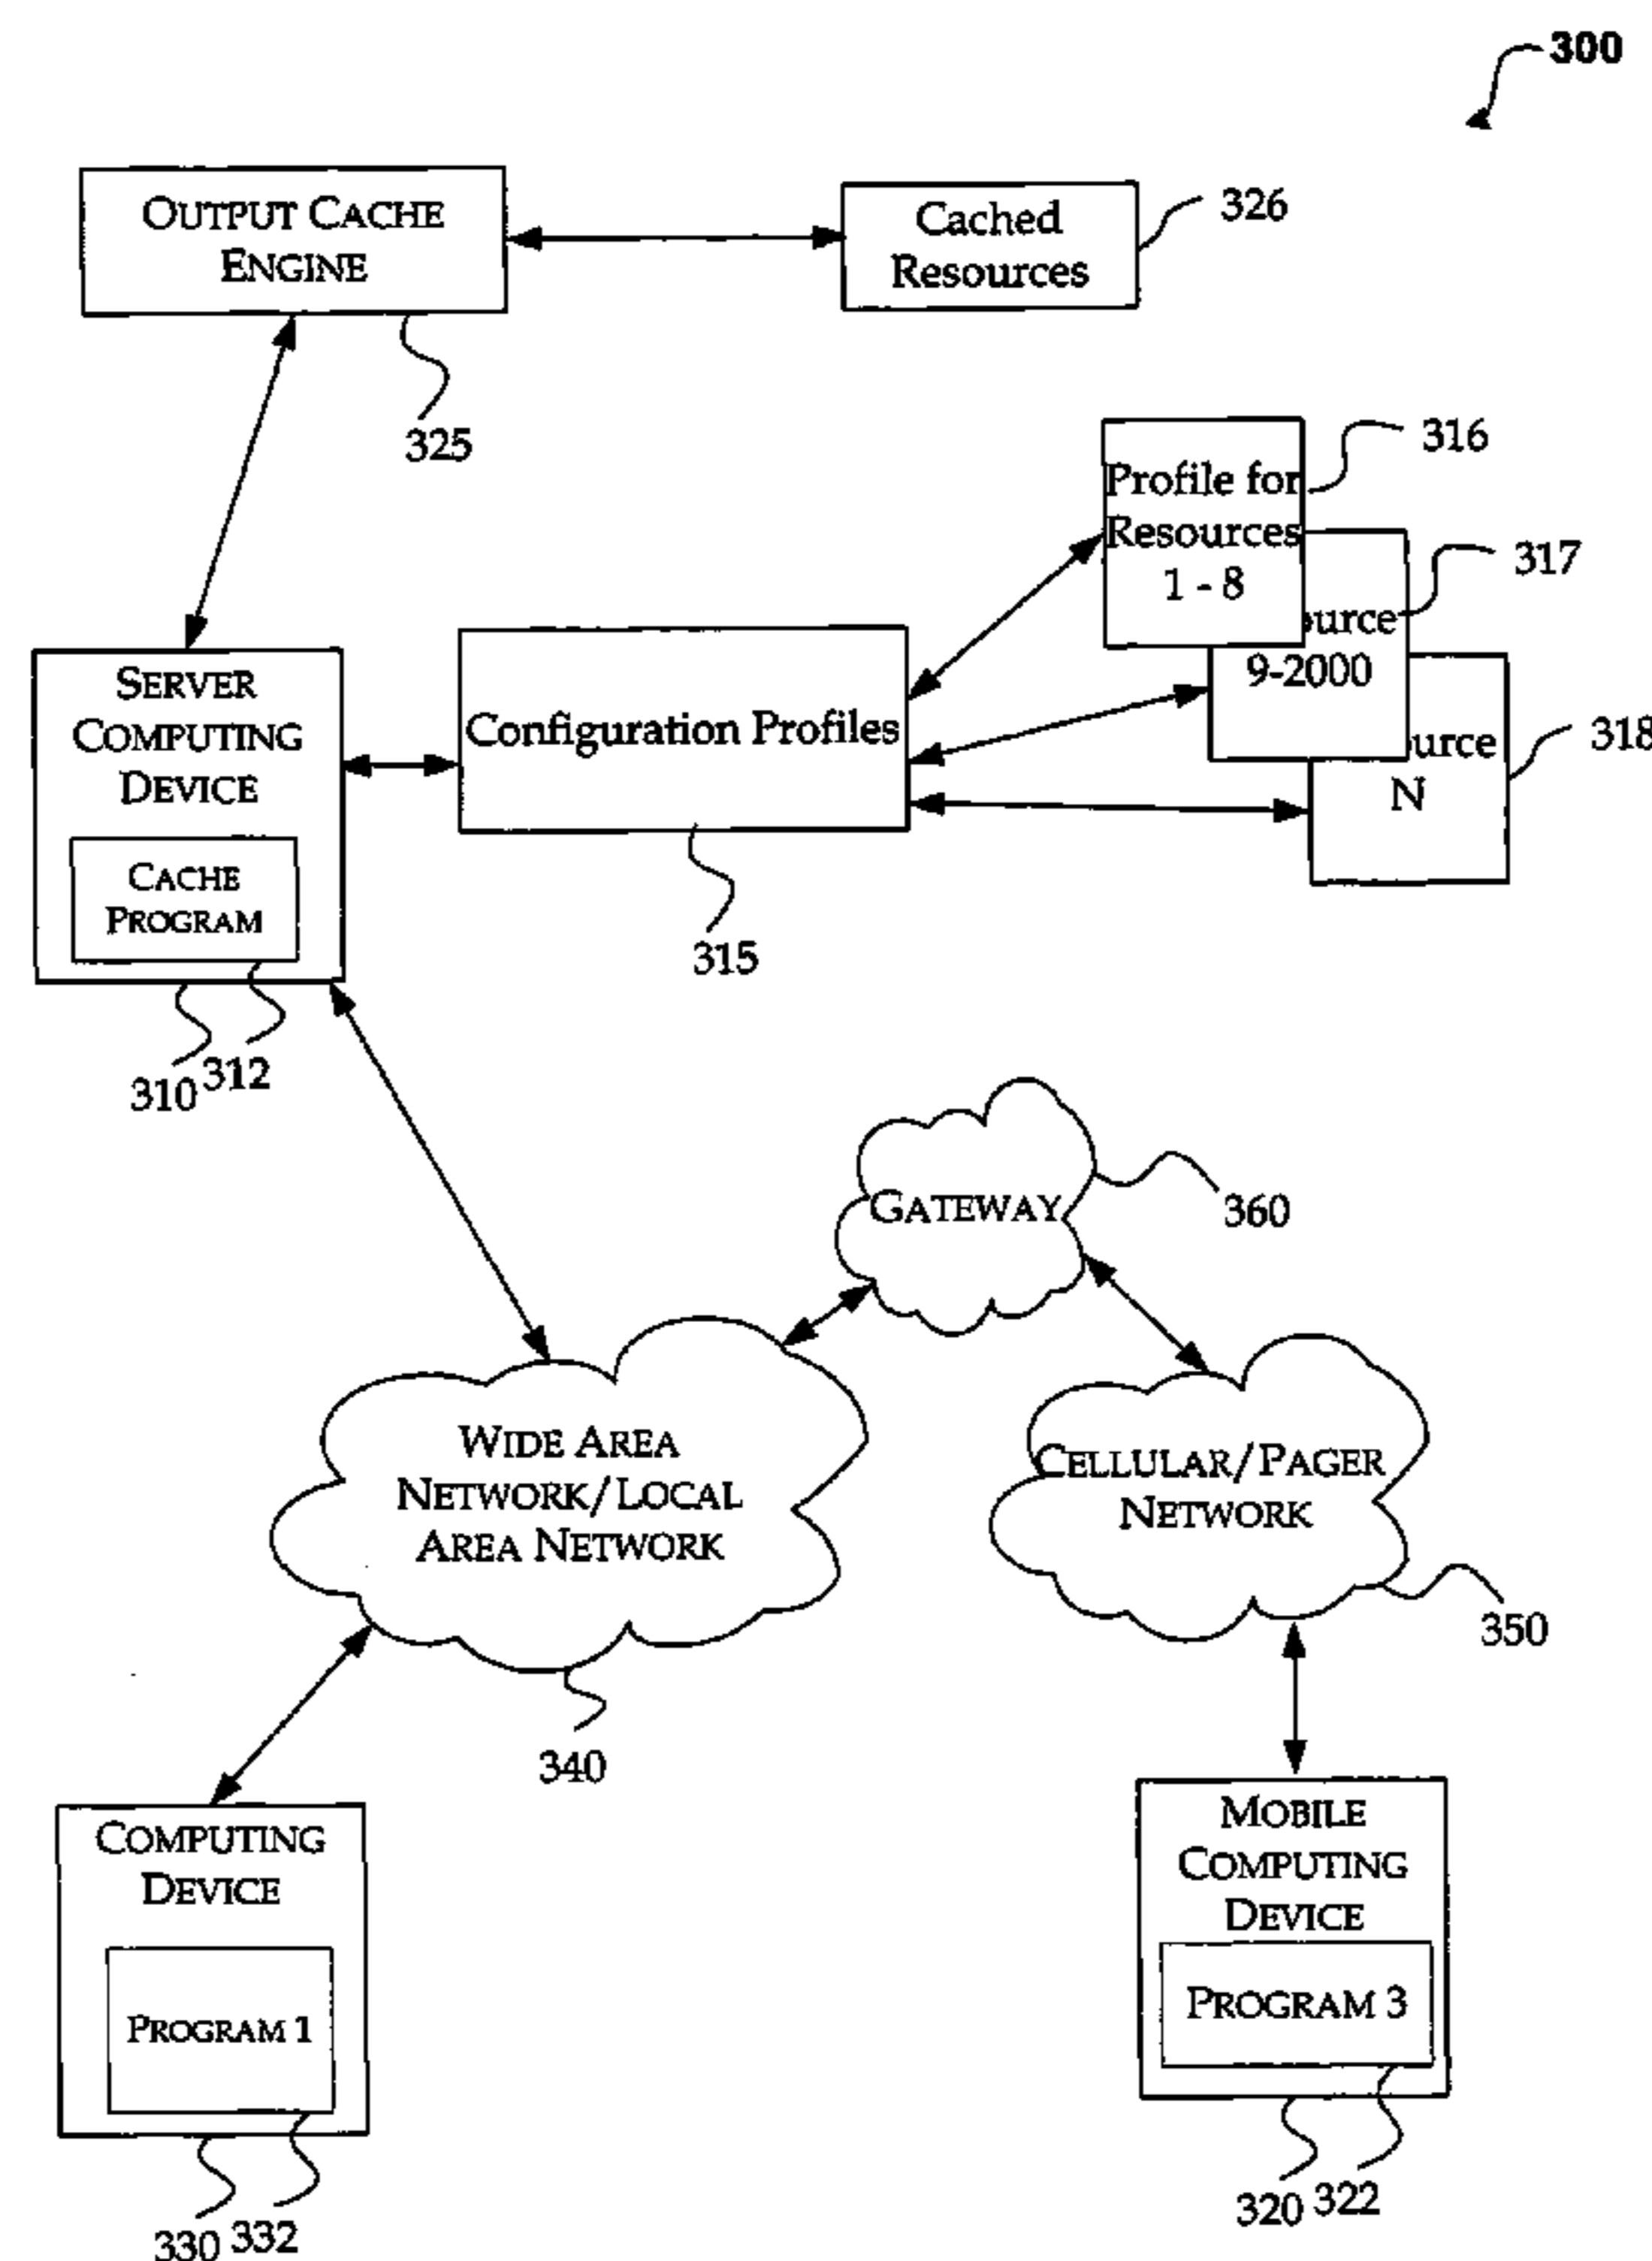 300
OUTPUT CACHE
ENGINE
Cached
Resources
326
325
Profile for
Resources
1 - 8
316
317
ource
9-2000
318
ource
N
SERVER
COMPUTING
DEVICE
CACHE
PROGRAM
Configuration Profiles
315
310
312
GATEWAY
360
WIDE AREA
NETWORK/LOCAL
AREA NETWORK
CELLULAR/PAGER
NETWORK
350
340
COMPUTING
DEVICE
PROGRAM 1
MOBILE
COMPUTING
DEVICE
PROGRAM 3
330
332
320
322